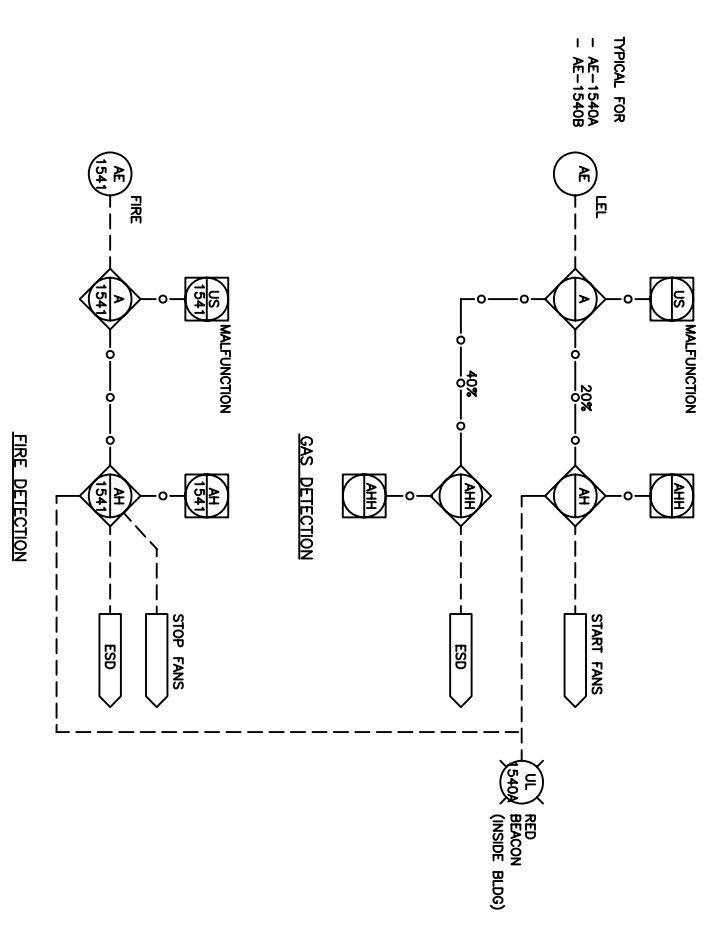 TYPICAL FOR
- AE-1540A
- AE-1540B
AE
LEL
A
US
MALFUNCTION
20%
AH
AHH
START FANS
40%
AHH
AHH
ESD
GAS DETECTION
UL
1540A
RED
BEACON
(INSIDE BLDG)
AE
1541
FIRE
A
1541
US
1541
MALFUNCTION
AH
1541
AH
1541
STOP FANS
ESD
FIRE DETECTION